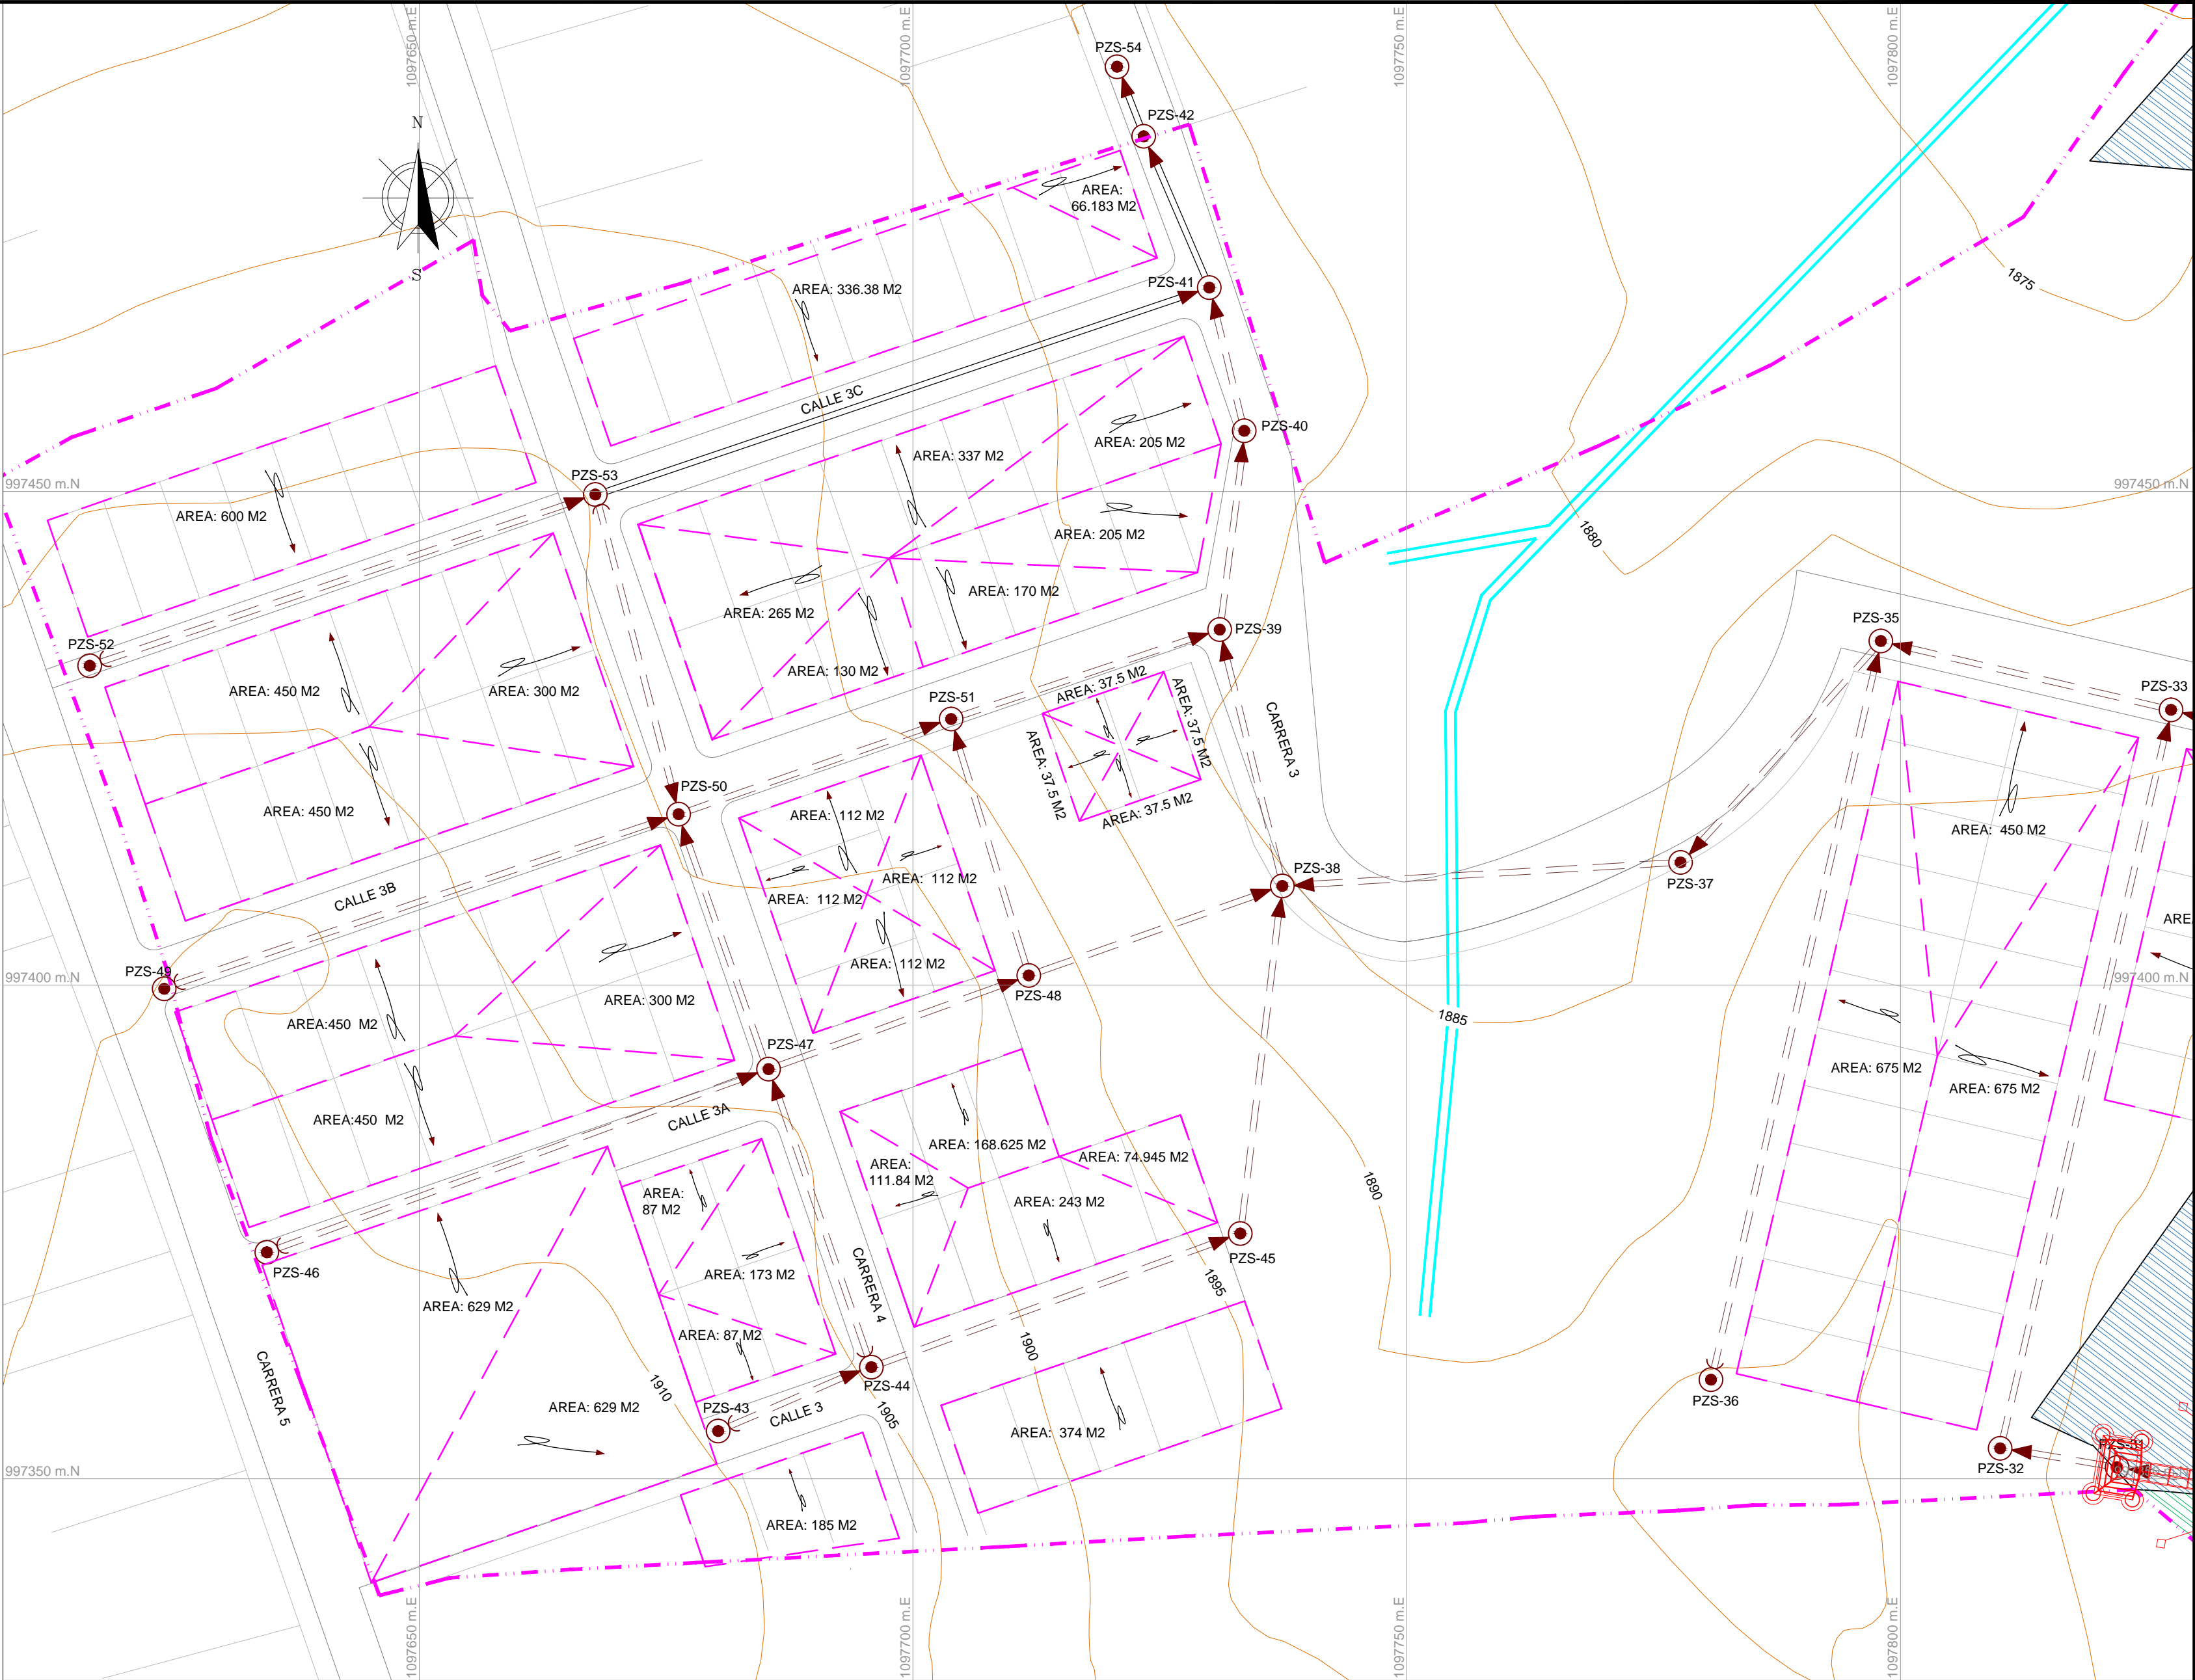 1097650 m.E
1097700 m.E
1097750 m.E
1097800 m.E
PZS-54
PZS-42
N
S
AREA:
66.183 M2
PZS-41
AREA: 336.38 M2
1875
CALLE 3C
PZS-40
AREA: 205 M2
AREA: 337 M2
PZS-53
997450 m.N
997450 m.N
AREA: 600 M2
AREA: 205 M2
1880
AREA: 170 M2
AREA: 265 M2
PZS-52
PZS-39
PZS-35
AREA: 130 M2
AREA: 450 M2
AREA: 300 M2
PZS-51
AREA: 37.5 M2
AREA: 37.5 M2
AREA: 37.5 M2
AREA: 37.5 M2
CARRERA 3
PZS-33
PZS-50
AREA: 450 M2
AREA: 112 M2
AREA: 450 M2
AREA: 112 M2
AREA: 112 M2
PZS-38
PZS-37
CALLE 3B
ARE
AREA: 112 M2
PZS-49
997400 m.N
997400 m.N
PZS-48
AREA: 300 M2
AREA:450 M2
1885
PZS-47
AREA: 675 M2
AREA: 675 M2
AREA:450 M2
CALLE 3A
AREA: 168.625 M2
AREA: 74.945 M2
AREA:
111.84 M2
1890
AREA:
87 M2
AREA: 243 M2
PZS-45
PZS-46
AREA: 173 M2
CARRERA 4
1895
AREA: 629 M2
AREA: 87 M2
1900
PZS-44
CARRERA 5
1910
PZS-36
AREA: 629 M2
PZS-43
CALLE 3
1905
AREA: 374 M2
PZS-32
997350 m.N
AREA: 185 M2
1097650 m.E
1097700 m.E
1097750 m.E
1097800 m.E